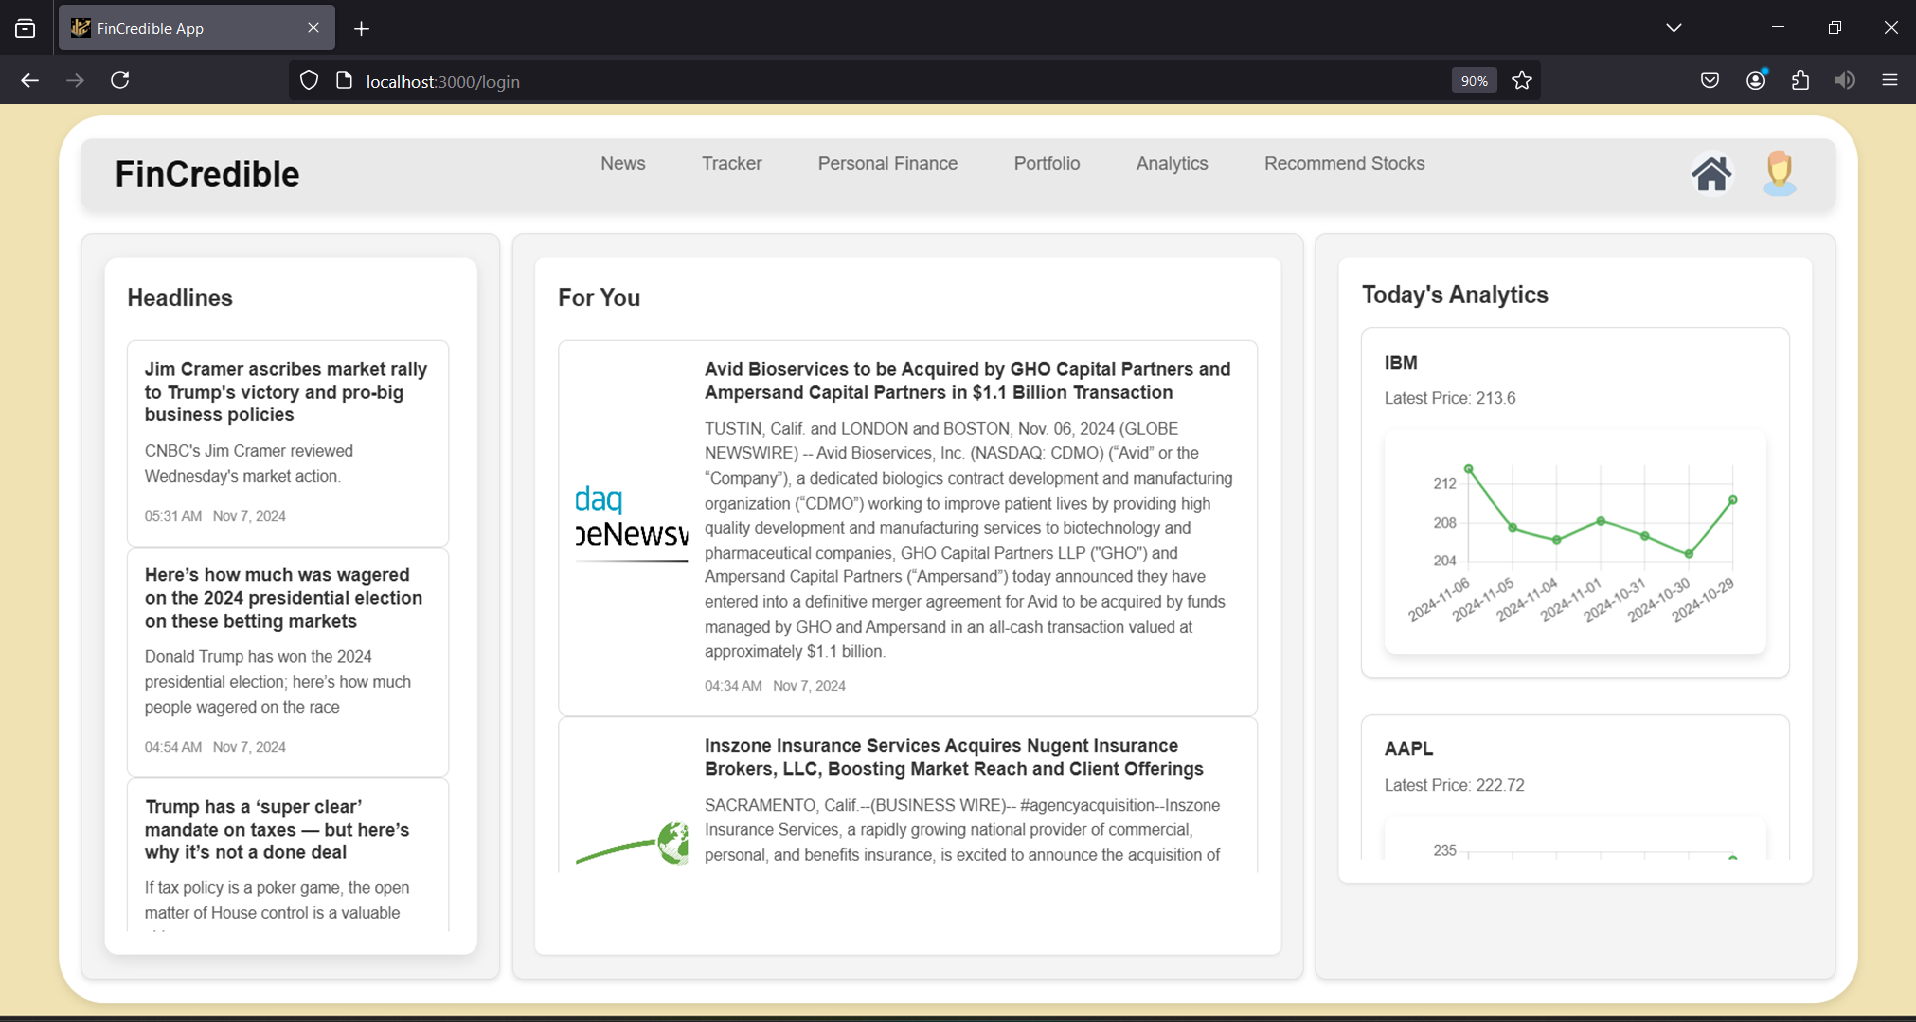 FinCredible App
localhost:3000/login
90%
FinCredible
News Tracker Personal Finance Portfolio Analytics Recommend Stocks
Headlines
Jim Cramer ascribes market rally
to Trump's victory and pro-big
business policies
CNBC's Jim Cramer reviewed
Wednesday's market action.
05:31 AM Nov 7, 2024
Here’s how much was wagered
on the 2024 presidential election
on these betting markets
Donald Trump has won the 2024
presidential election; here’s how much
people wagered on the race
04:54 AM Nov 7, 2024
Trump has a ‘super clear’
mandate on taxes — but here’s
why it’s not a done deal
If tax policy is a poker game, the open
matter of House control is a valuable
For You
daq
beNewsw
Avid Bioservices to be Acquired by GHO Capital Partners and
Ampersand Capital Partners in $1.1 Billion Transaction
TUSTIN, Calif. and LONDON and BOSTON, Nov. 06, 2024 (GLOBE
NEWSWIRE) -- Avid Bioservices, Inc. (NASDAQ: CDMO) (“Avid” or the
“Company”), a dedicated biologics contract development and manufacturing
organization (“CDMO”) working to improve patient lives by providing high
quality development and manufacturing services to biotechnology and
pharmaceutical companies, GHO Capital Partners LLP ("GHO") and
Ampersand Capital Partners (“Ampersand”) today announced they have
entered into a definitive merger agreement for Avid to be acquired by funds
managed by GHO and Ampersand in an all-cash transaction valued at
approximately $1.1 billion.
04:34 AM Nov 7, 2024
Inszone Insurance Services Acquires Nugent Insurance
Brokers, LLC, Boosting Market Reach and Client Offerings
SACRAMENTO, Calif.--(BUSINESS WIRE)-- #agencyacquisition--Inszone
Insurance Services, a rapidly growing national provider of commercial,
personal, and benefits insurance, is excited to announce the acquisition of
Today's Analytics
IBM
Latest Price: 213.6
212
208
204
2024-11-06 2024-11-05 2024-11-04 2024-11-01 2024-10-31 2024-10-30 2024-10-29
AAPL
Latest Price: 222.72
235